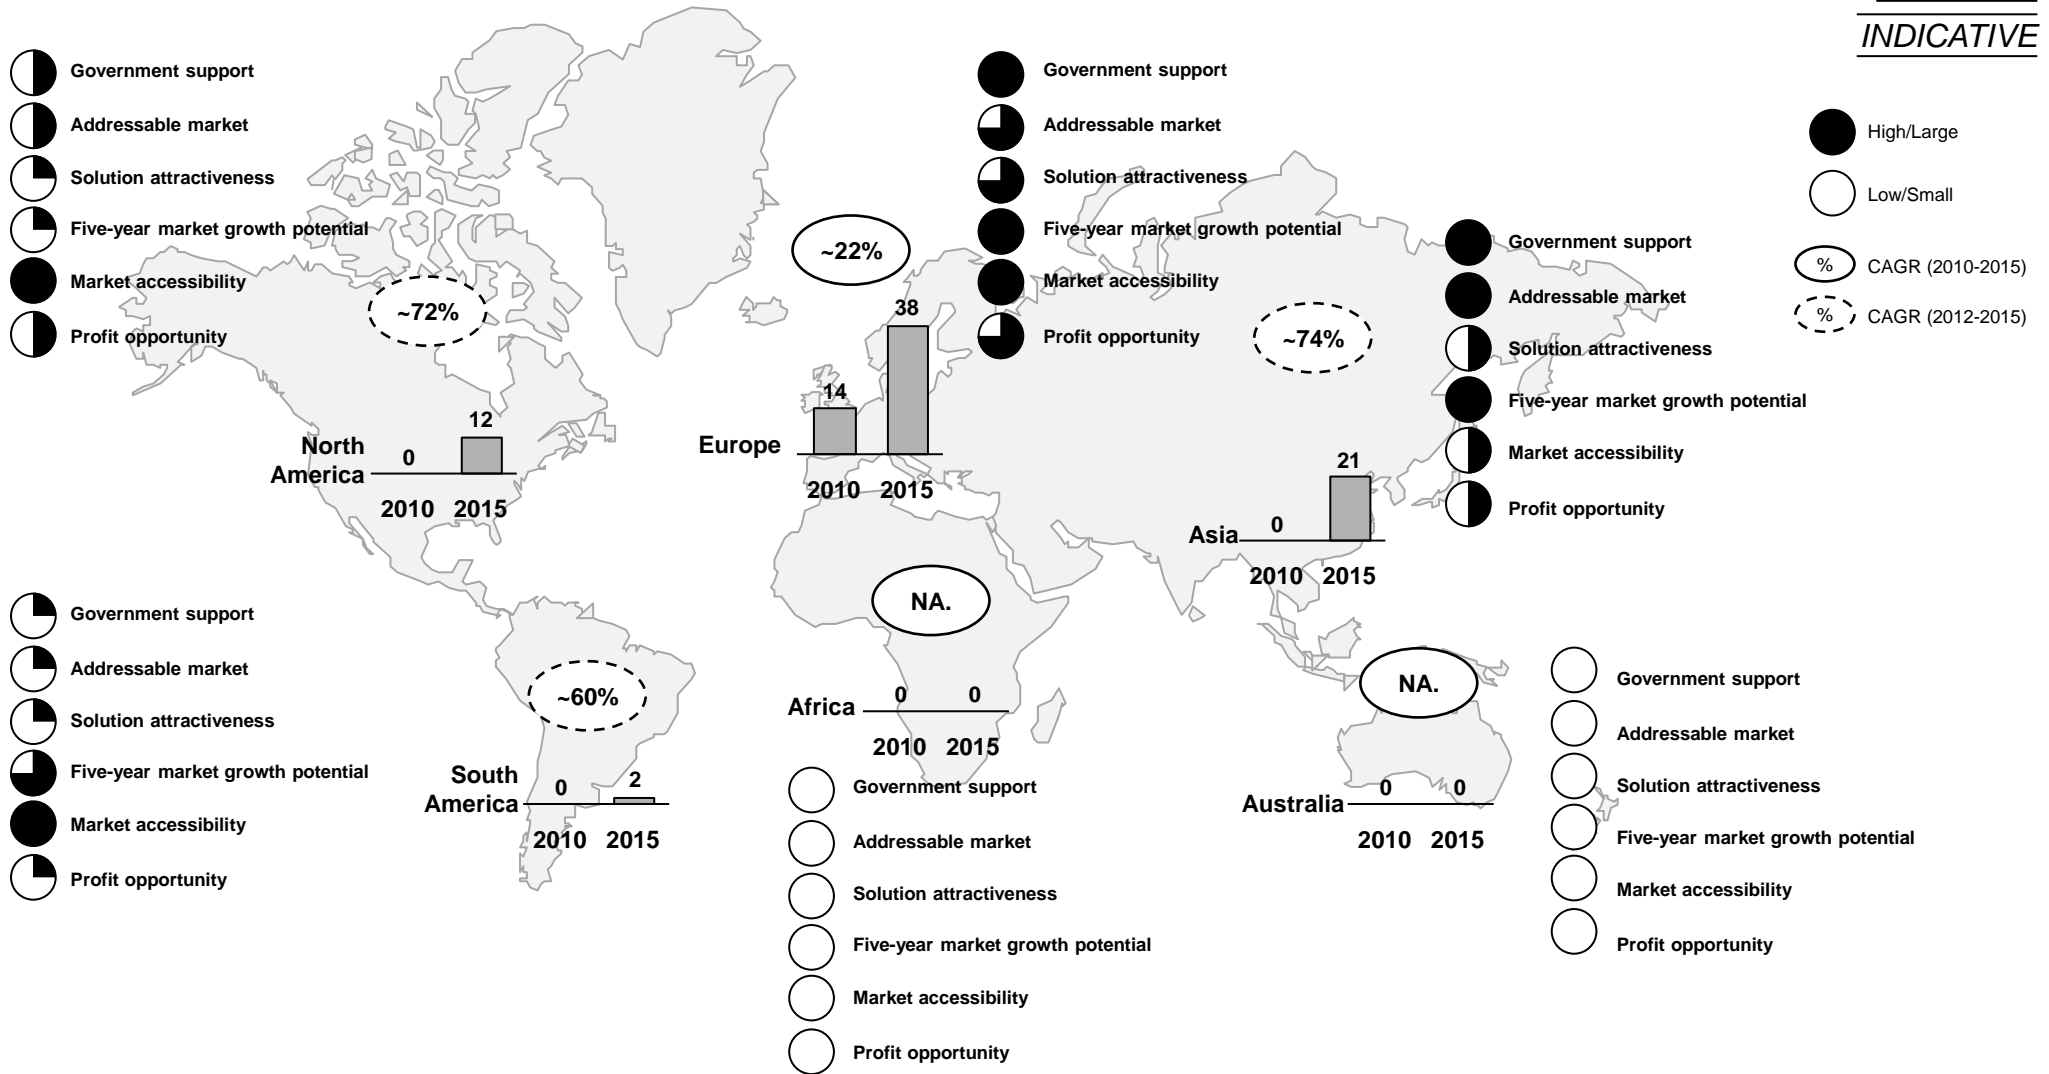 INDICATIVE
High/Large
Low/Small
% CAGR (2010-2015)
% CAGR (2012-2015)
Government support
Addressable market
Solution attractiveness
Five-year market growth potential
Market accessibility
Profit opportunity
~72%
North
America
0
12
2010 2015
~22%
Europe
14
38
2010 2015
Government support
Addressable market
Solution attractiveness
Five-year market growth potential
Market accessibility
Profit opportunity
~74%
Asia
0
21
2010 2015
Government support
Addressable market
Solution attractiveness
Five-year market growth potential
Market accessibility
Profit opportunity
Government support
Addressable market
Solution attractiveness
Five-year market growth potential
Market accessibility
Profit opportunity
~60%
South
America
0
2
2010 2015
NA.
Africa
0 0
2010 2015
Government support
Addressable market
Solution attractiveness
Five-year market growth potential
Market accessibility
Profit opportunity
NA.
Australia
0 0
2010 2015
Government support
Addressable market
Solution attractiveness
Five-year market growth potential
Market accessibility
Profit opportunity